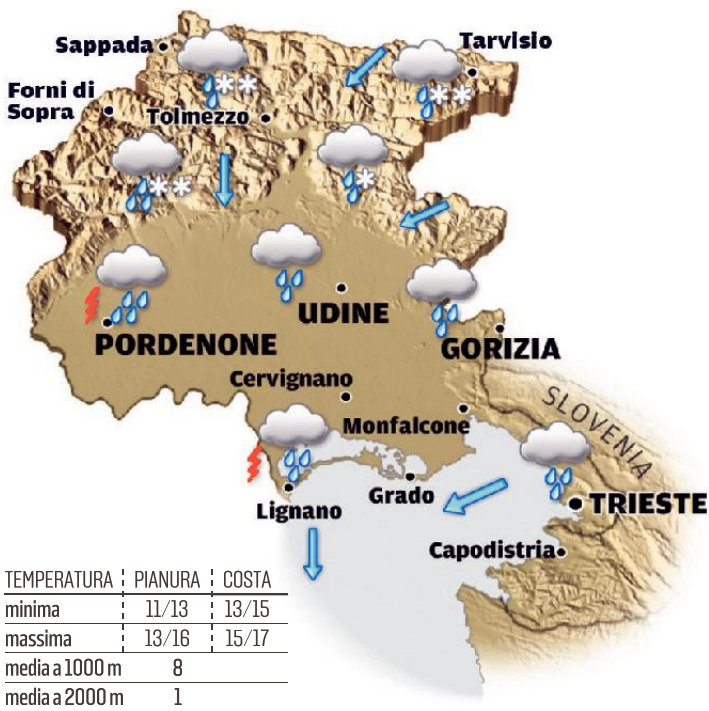 Sappada
Tarvisio
Forni di
Sopra
Tolmezzo
UDINE
PORDENONE
GORIZIA
Cervignano
SLOVENIA
Monfalcone
Lignano
Grado
TRIESTE
Capodistria
TEMPERATURA PIANURA COSTA
minima 11/13 13/15
massima 13/16 15/17
media a 1000 m 8
media a 2000 m 1